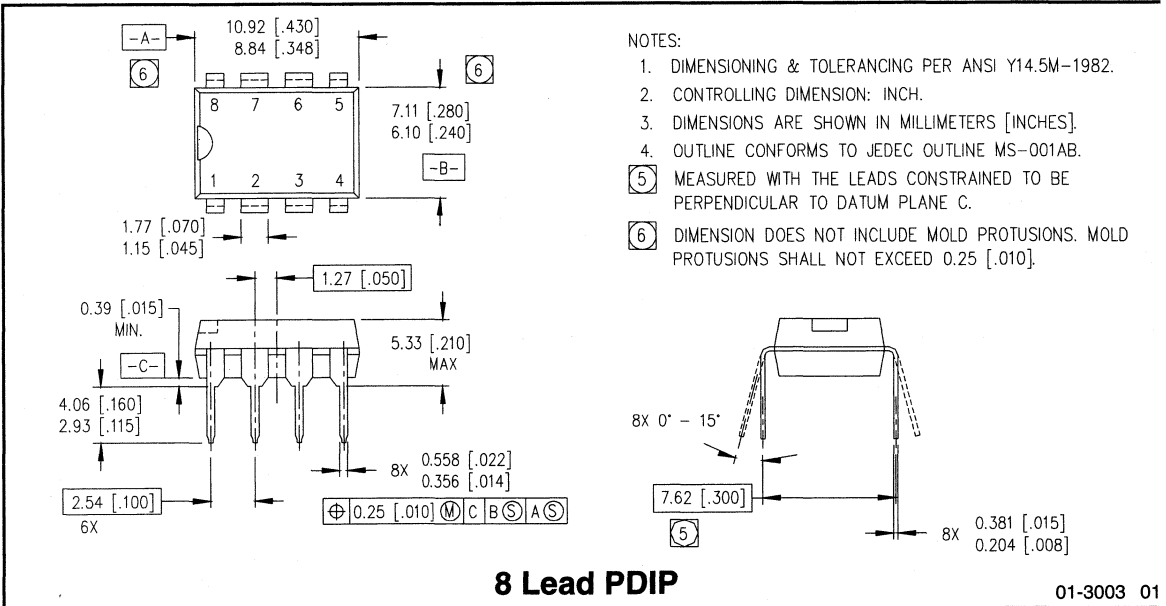 -A-
10.92 [.430]
8.84 [.348]
6
6
8 7 6 5
1 2 3 4
7.11 [.280]
6.10 [.240]
-B-
1.77 [.070]
1.15 [.045]
1.27 [.050]
0.39 [.015]
MIN.
-C-
5.33 [.210]
MAX
4.06 [.160]
2.93 [.115]
8X 0.558 [.022]
0.356 [.014]
2.54 [.100]
6X
⌖ 0.25 [.010] Ⓜ C B Ⓢ A Ⓢ
NOTES:
1. DIMENSIONING & TOLERANCING PER ANSI Y14.5M-1982.
2. CONTROLLING DIMENSION: INCH.
3. DIMENSIONS ARE SHOWN IN MILLIMETERS [INCHES].
4. OUTLINE CONFORMS TO JEDEC OUTLINE MS-001AB.
5 MEASURED WITH THE LEADS CONSTRAINED TO BE
PERPENDICULAR TO DATUM PLANE C.
6 DIMENSION DOES NOT INCLUDE MOLD PROTUSIONS. MOLD
PROTUSIONS SHALL NOT EXCEED 0.25 [.010].
8X 0° - 15°
7.62 [.300]
5
8X 0.381 [.015]
0.204 [.008]
8 Lead PDIP
01-3003 01